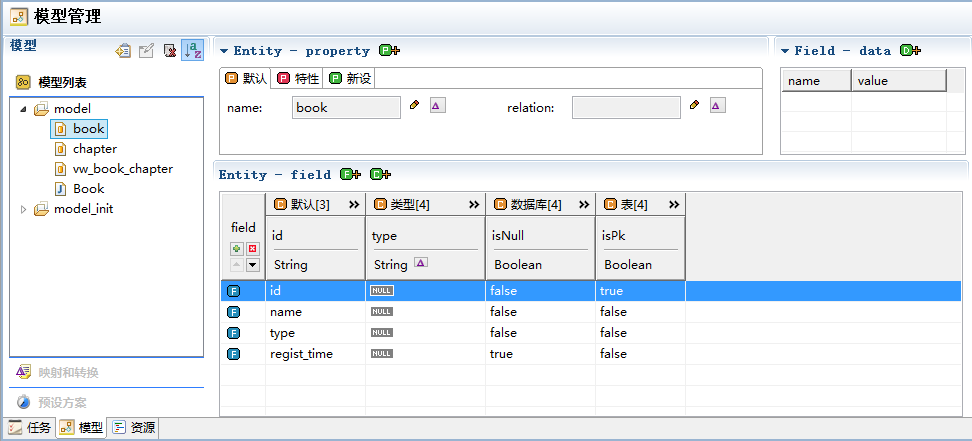 模型管理
模型
模型列表
model
book
chapter
vw_book_chapter
Book
model_init
映射和转换
预设方案
Entity - property
默认 特性 新设
name: book relation:
Field - data
name value
Entity - field
field 默认[3] 类型[4] 数据库[4] 表[4]
id type isNull isPk
String String Boolean Boolean
id NULL false true
name NULL false false
type NULL false false
regist_time NULL true false
任务 模型 资源